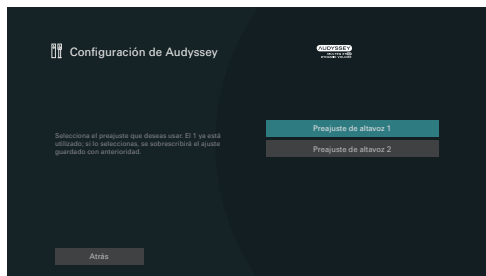 Configuración de Audyssey
AUDYSSEY
Selecciona el preajuste que deseas usar. El 1 ya está
utilizado; si lo seleccionas, se sobrescribirá el ajuste
guardado con anterioridad.
Preajuste de altavoz 1
Preajuste de altavoz 2
Atrás